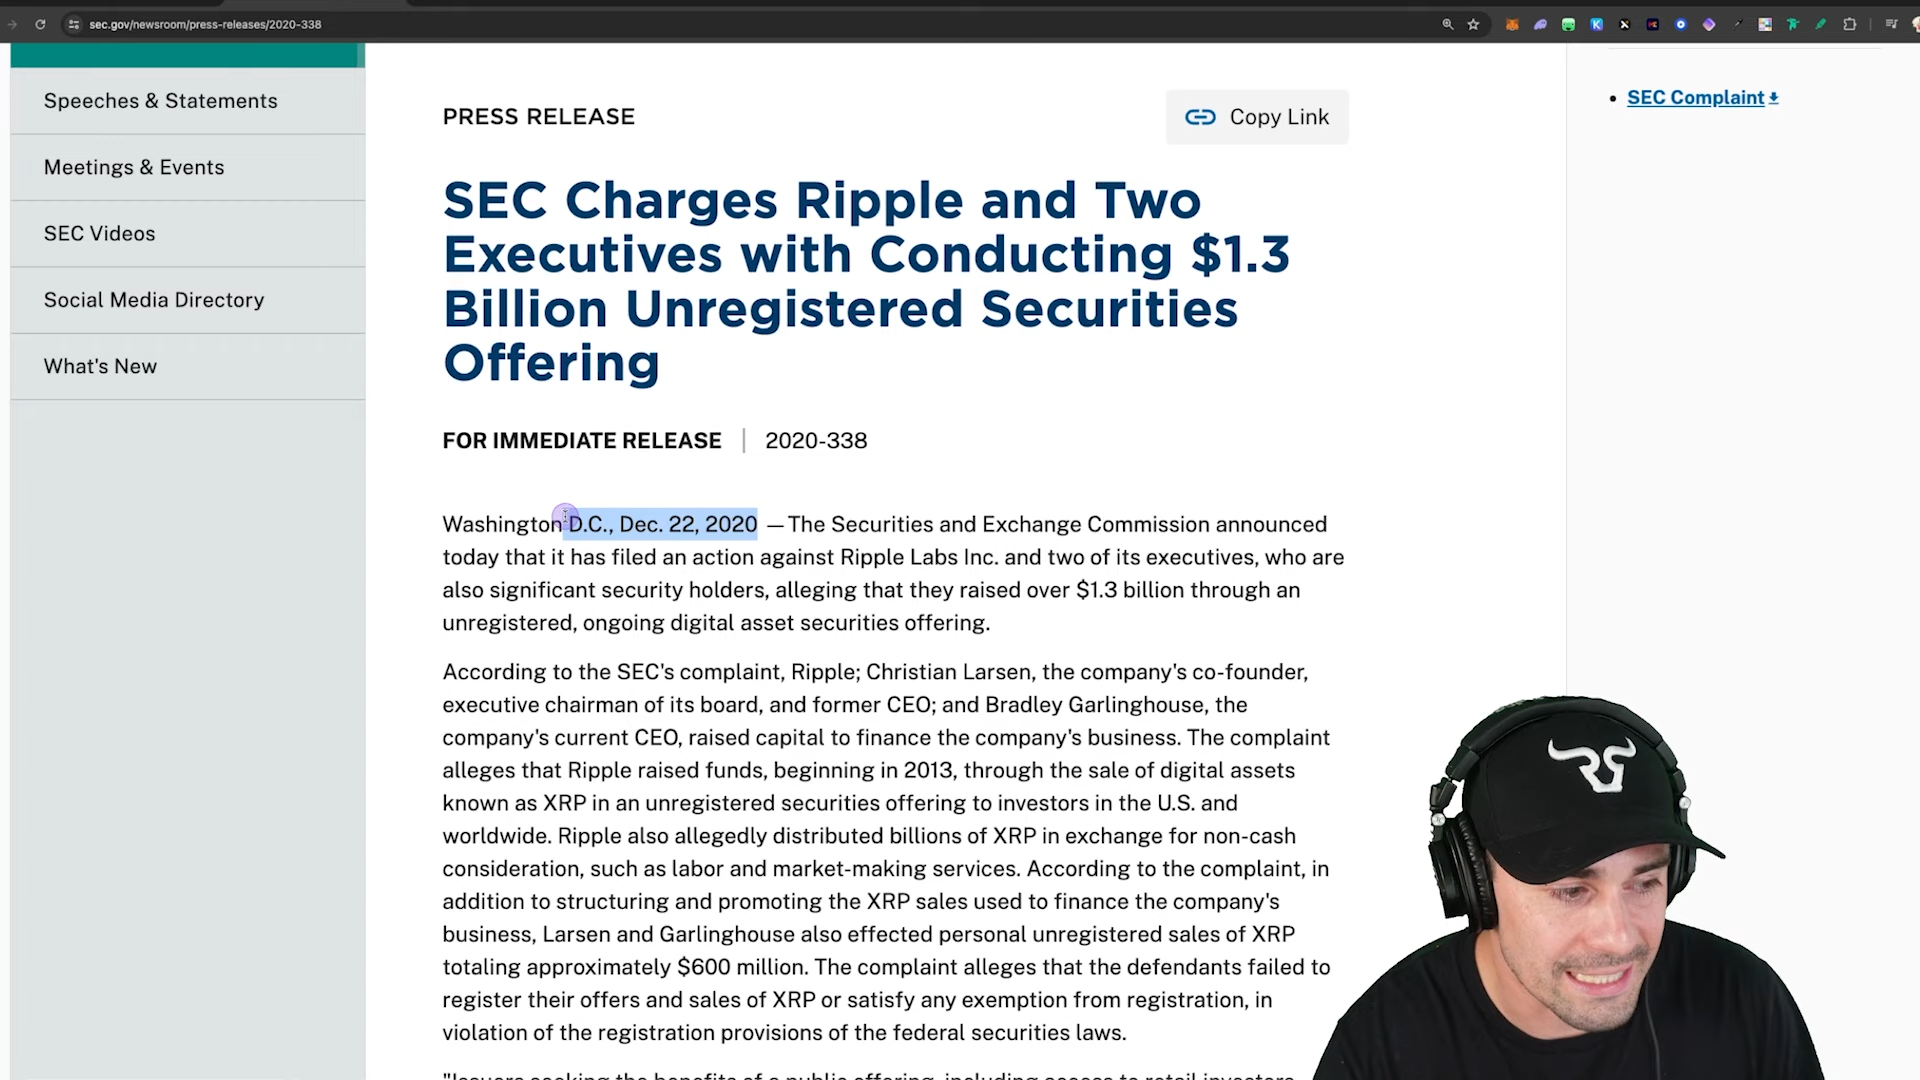 sec.gov/newsroom/press-releases/2020-338
Speeches & Statements
Meetings & Events
SEC Videos
Social Media Directory
What's New
PRESS RELEASE
Copy Link
SEC Complaint
SEC Charges Ripple and Two
Executives with Conducting $1.3
Billion Unregistered Securities
Offering
FOR IMMEDIATE RELEASE | 2020-338
Washington D.C., Dec. 22, 2020 — The Securities and Exchange Commission announced
today that it has filed an action against Ripple Labs Inc. and two of its executives, who are
also significant security holders, alleging that they raised over $1.3 billion through an
unregistered, ongoing digital asset securities offering.
According to the SEC's complaint, Ripple; Christian Larsen, the company's co-founder,
executive chairman of its board, and former CEO; and Bradley Garlinghouse, the
company's current CEO, raised capital to finance the company's business. The complaint
alleges that Ripple raised funds, beginning in 2013, through the sale of digital assets
known as XRP in an unregistered securities offering to investors in the U.S. and
worldwide. Ripple also allegedly distributed billions of XRP in exchange for non-cash
consideration, such as labor and market-making services. According to the complaint, in
addition to structuring and promoting the XRP sales used to finance the company's
business, Larsen and Garlinghouse also effected personal unregistered sales of XRP
totaling approximately $600 million. The complaint alleges that the defendants failed to
register their offers and sales of XRP or satisfy any exemption from registration, in
violation of the registration provisions of the federal securities laws.
"Issuers seeking the benefits of a public offering, including access to retail investors